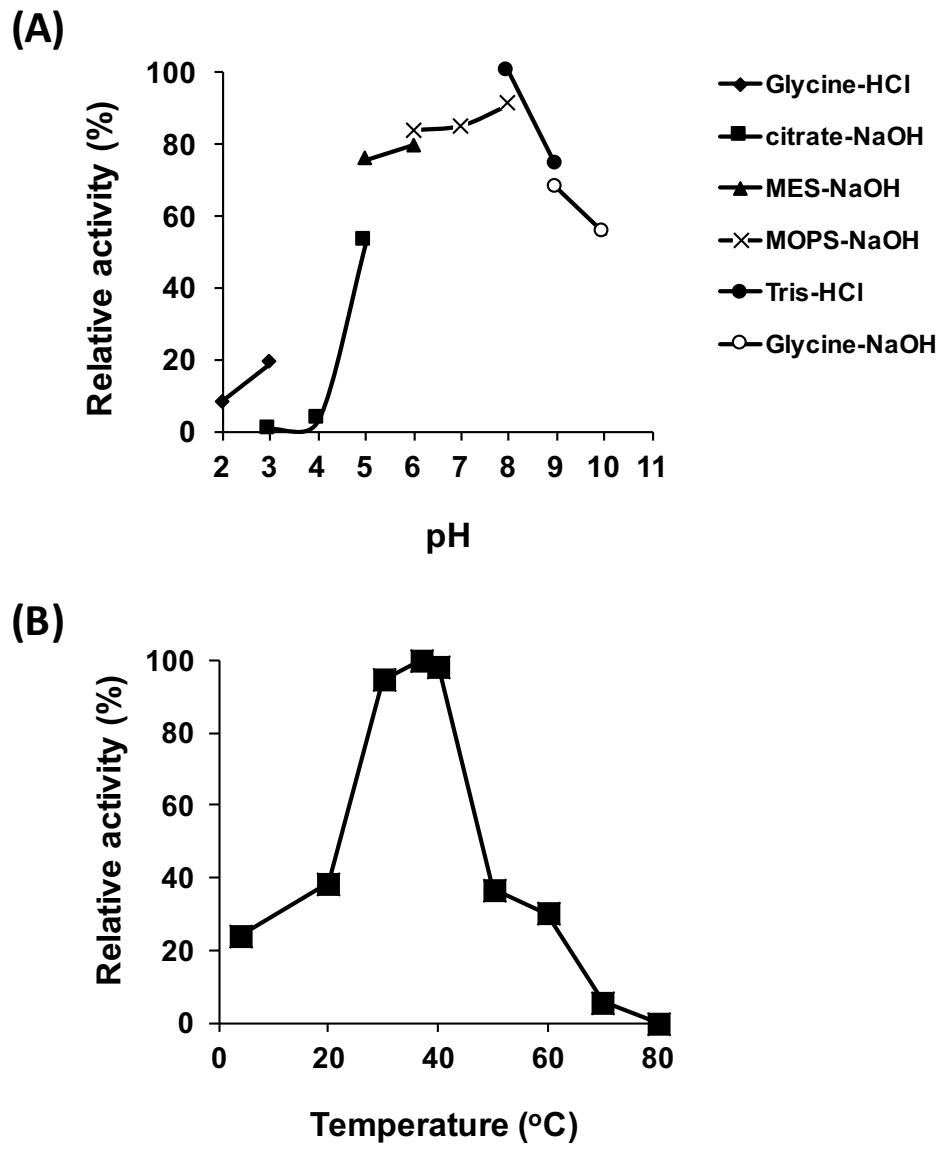 (A)
Relative activity (%)
100
80
60
40
20
0
2 3 4 5 6 7 8 9 10 11
pH
Glycine-HCl
citrate-NaOH
MES-NaOH
MOPS-NaOH
Tris-HCl
Glycine-NaOH
(B)
Relative activity (%)
100
80
60
40
20
0
0 20 40 60 80
Temperature (°C)